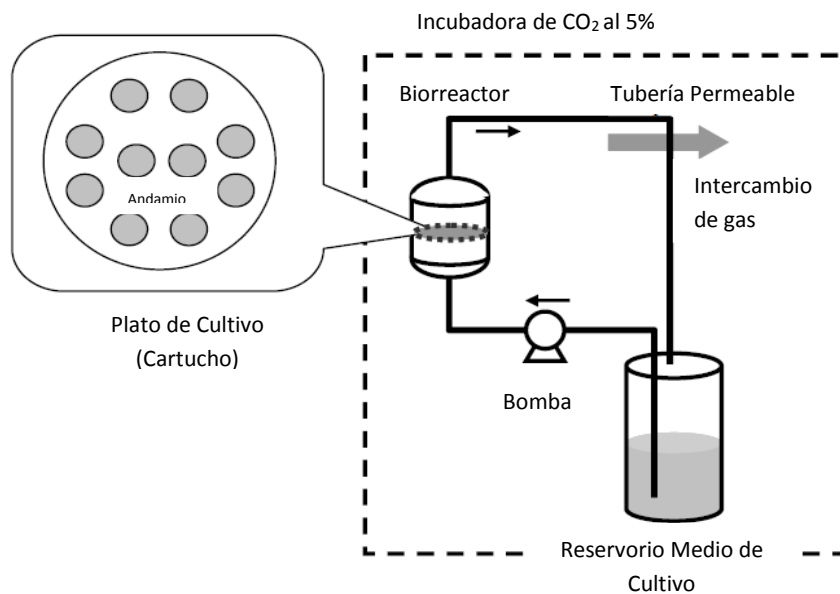 Incubadora de CO₂ al 5%
Biorreactor
Tubería Permeable
Andamio
Intercambio
de gas
Plato de Cultivo
(Cartucho)
Bomba
Reservorio Medio de
Cultivo